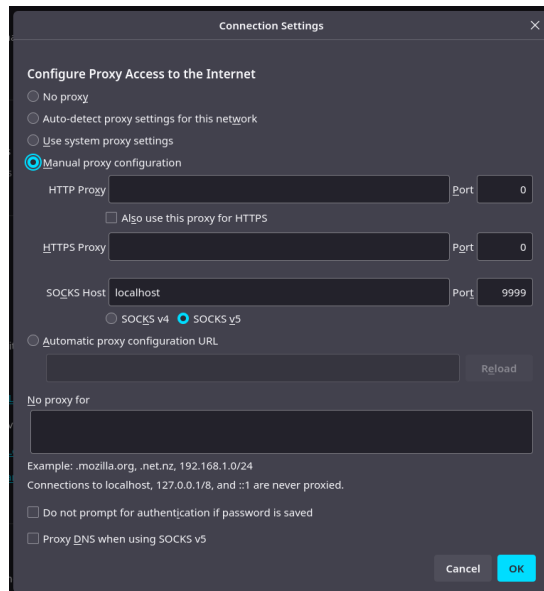 Connection Settings
Configure Proxy Access to the Internet
No proxy
Auto-detect proxy settings for this network
Use system proxy settings
Manual proxy configuration
HTTP Proxy Port 0
Also use this proxy for HTTPS
HTTPS Proxy Port 0
SOCKS Host localhost Port 9999
SOCKS v4 SOCKS v5
Automatic proxy configuration URL
Reload
No proxy for
Example: .mozilla.org, .net.nz, 192.168.1.0/24
Connections to localhost, 127.0.0.1/8, and ::1 are never proxied.
Do not prompt for authentication if password is saved
Proxy DNS when using SOCKS v5
Cancel OK